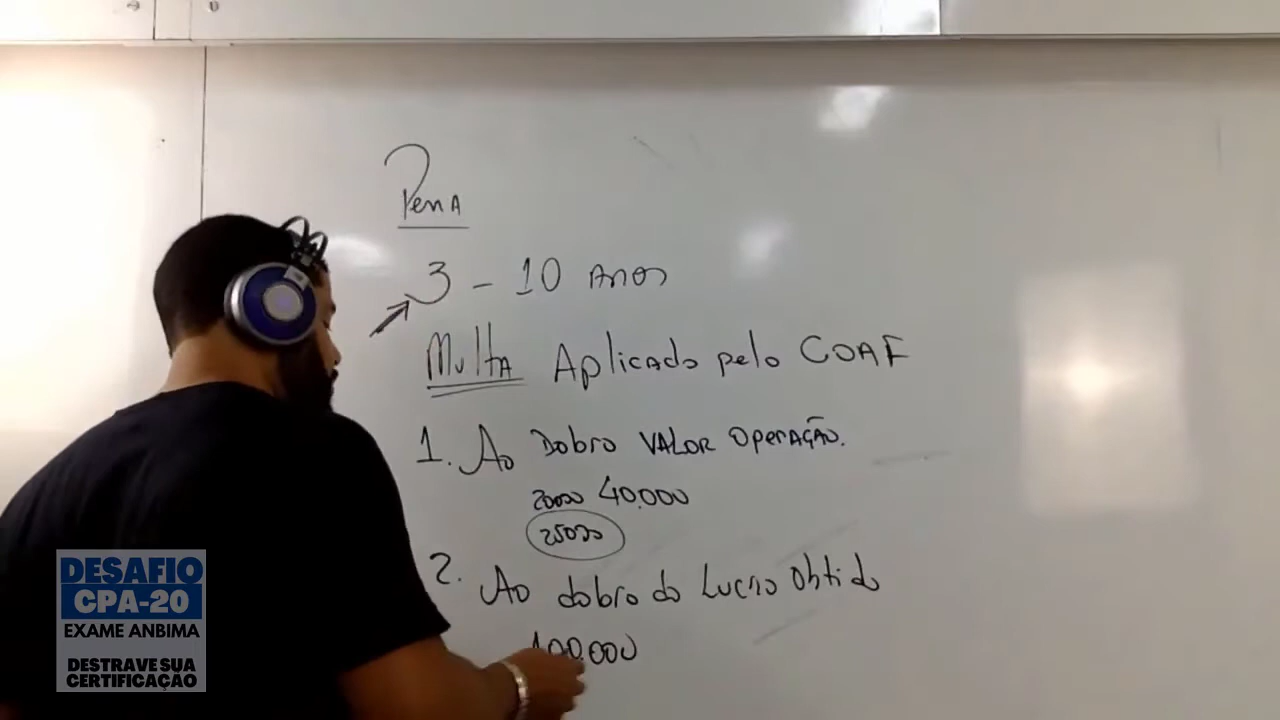 Pena
3 - 10 Anos
Multa Aplicado pelo COAF
1. Ao Dobro VALOR Operação.
20000 40.000
25000
2. Ao dobro do Lucro Obtido
100.000
DESAFIO
CPA-20
EXAME ANBIMA
DESTRAVE SUA
CERTIFICAÇÃO